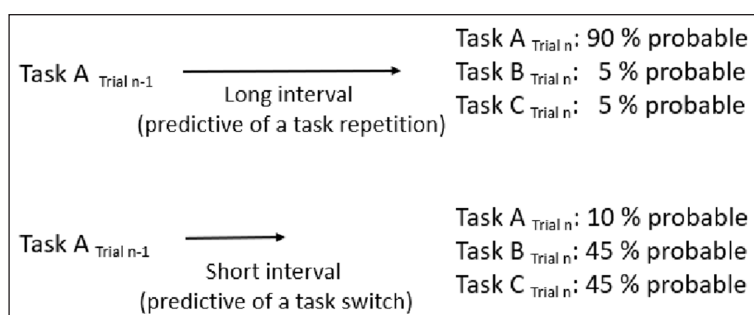 Task A Trial n-1
Long interval
(predictive of a task repetition)
Task A Trial n: 90 % probable
Task B Trial n: 5 % probable
Task C Trial n: 5 % probable
Task A Trial n-1
Short interval
(predictive of a task switch)
Task A Trial n: 10 % probable
Task B Trial n: 45 % probable
Task C Trial n: 45 % probable